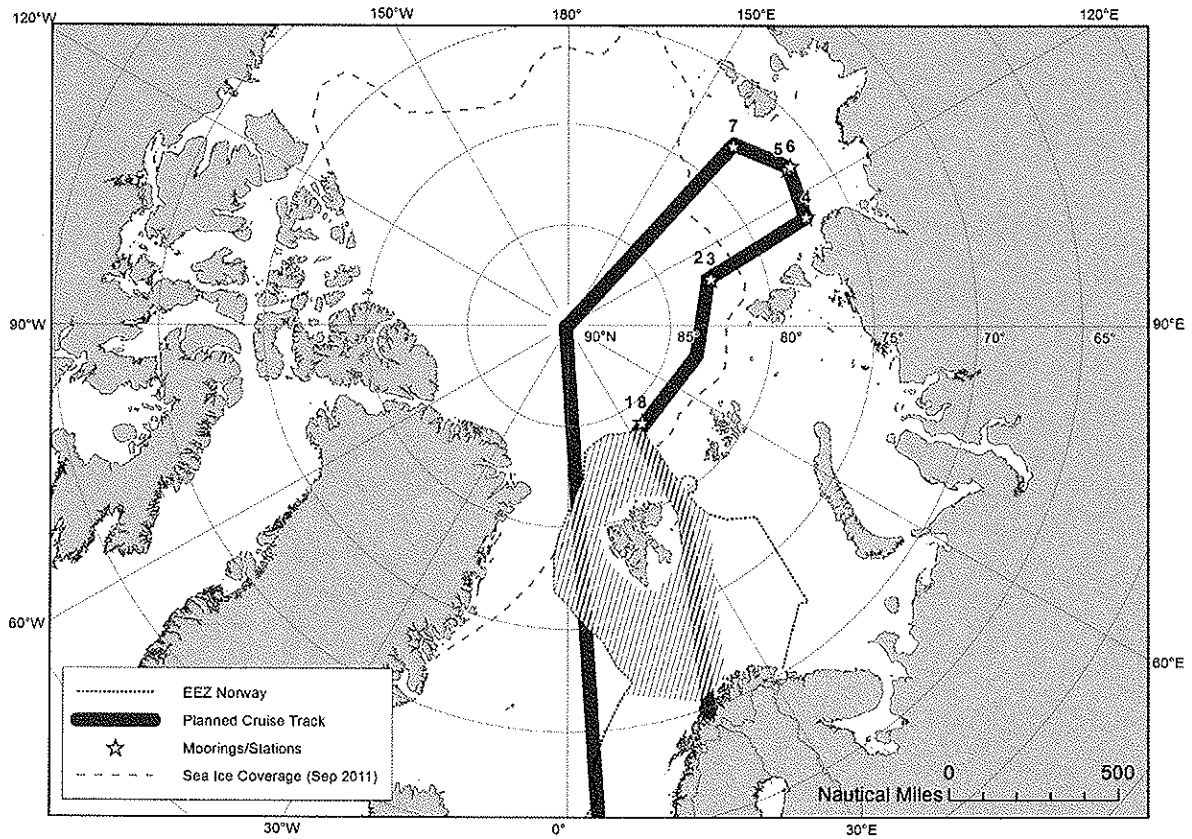 120°W 150°W 180° 150°E 120°E
7
5 6
4
2 3
90°W 90°N 85° 80° 75° 70° 65° 90°E
1 8
60°W 60°E
EEZ Norway
Planned Cruise Track
Moorings/Stations
Sea Ice Coverage (Sep 2011)
0 500
Nautical Miles
30°W 0° 30°E